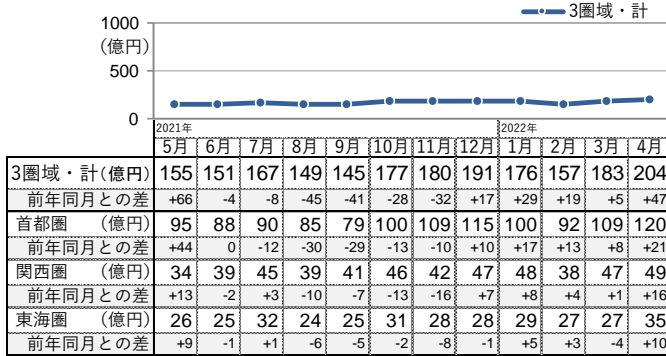 3圏域・計
1000
(億円)
500
0
2021年 2022年
5月 6月 7月 8月 9月 10月 11月 12月 1月 2月 3月 4月
3圏域・計(億円) 155 151 167 149 145 177 180 191 176 157 183 204
前年同月との差 +66 -4 -8 -45 -41 -28 -32 +17 +29 +19 +5 +47
首都圏 (億円) 95 88 90 85 79 100 109 115 100 92 109 120
前年同月との差 +44 0 -12 -30 -29 -13 -10 +10 +17 +13 +8 +21
関西圏 (億円) 34 39 45 39 41 46 42 47 48 38 47 49
前年同月との差 +13 -2 +3 -10 -7 -13 -16 +7 +8 +4 +1 +16
東海圏 (億円) 26 25 32 24 25 31 28 28 29 27 27 35
前年同月との差 +9 -1 +1 -6 -5 -2 -8 -1 +5 +3 -4 +10